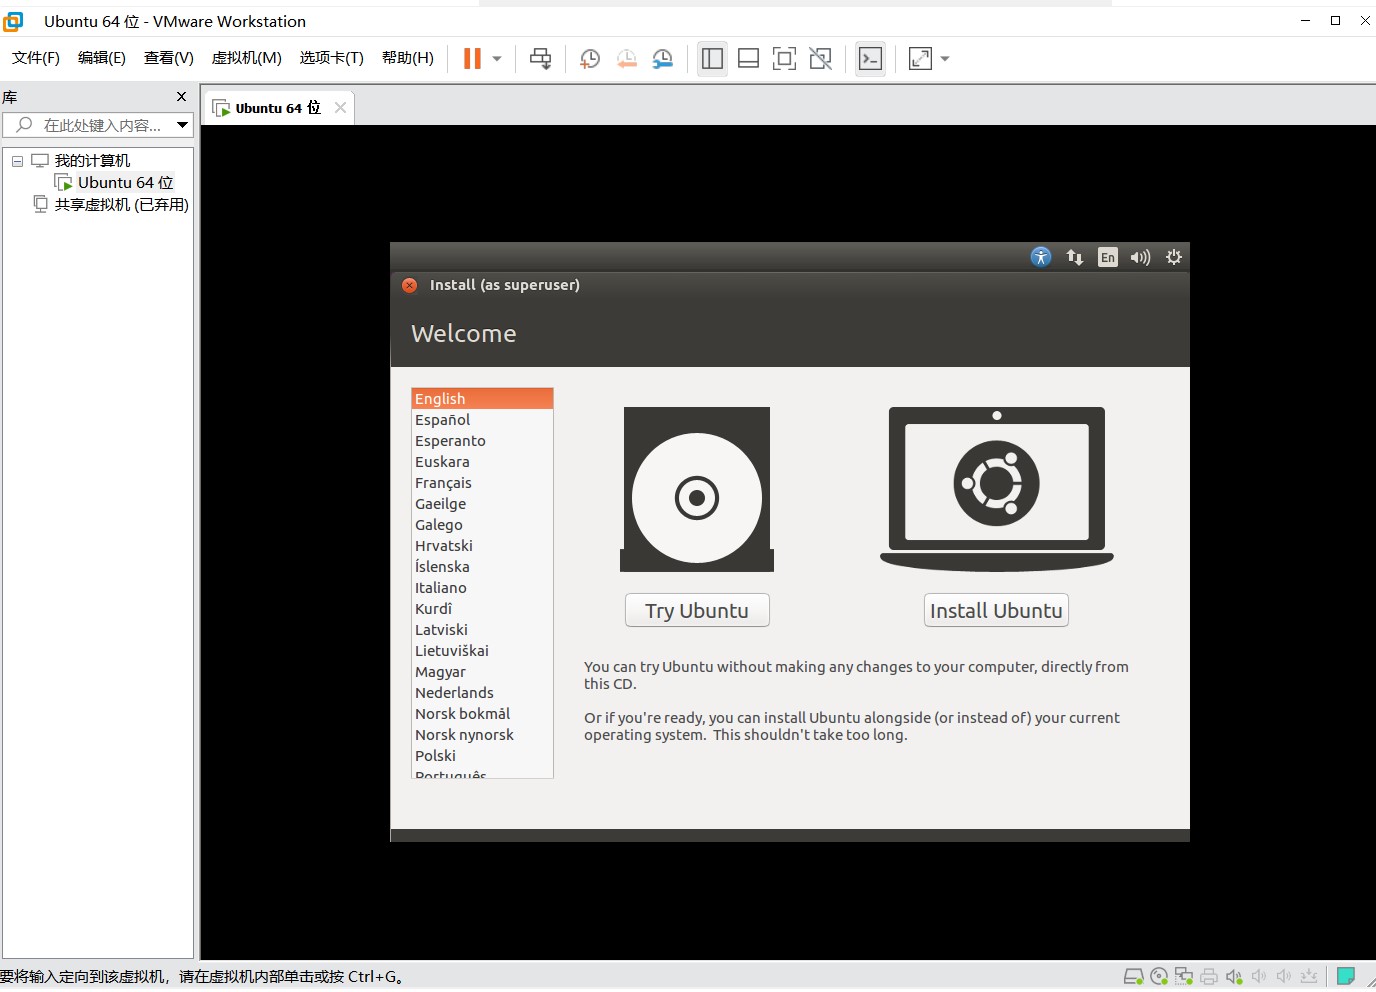 Ubuntu 64 位 - VMware Workstation
文件(F) 编辑(E) 查看(V) 虚拟机(M) 选项卡(T) 帮助(H)
库
Ubuntu 64 位
在此处键入内容...
我的计算机
Ubuntu 64 位
共享虚拟机 (已弃用)
En
Install (as superuser)
Welcome
English
Español
Esperanto
Euskara
Français
Gaeilge
Galego
Hrvatski
Íslenska
Italiano
Kurdî
Latviski
Lietuviškai
Magyar
Nederlands
Norsk bokmål
Norsk nynorsk
Polski
Português
Try Ubuntu
Install Ubuntu
You can try Ubuntu without making any changes to your computer, directly from
this CD.
Or if you're ready, you can install Ubuntu alongside (or instead of) your current
operating system.  This shouldn't take too long.
要将输入定向到该虚拟机，请在虚拟机内部单击或按 Ctrl+G。